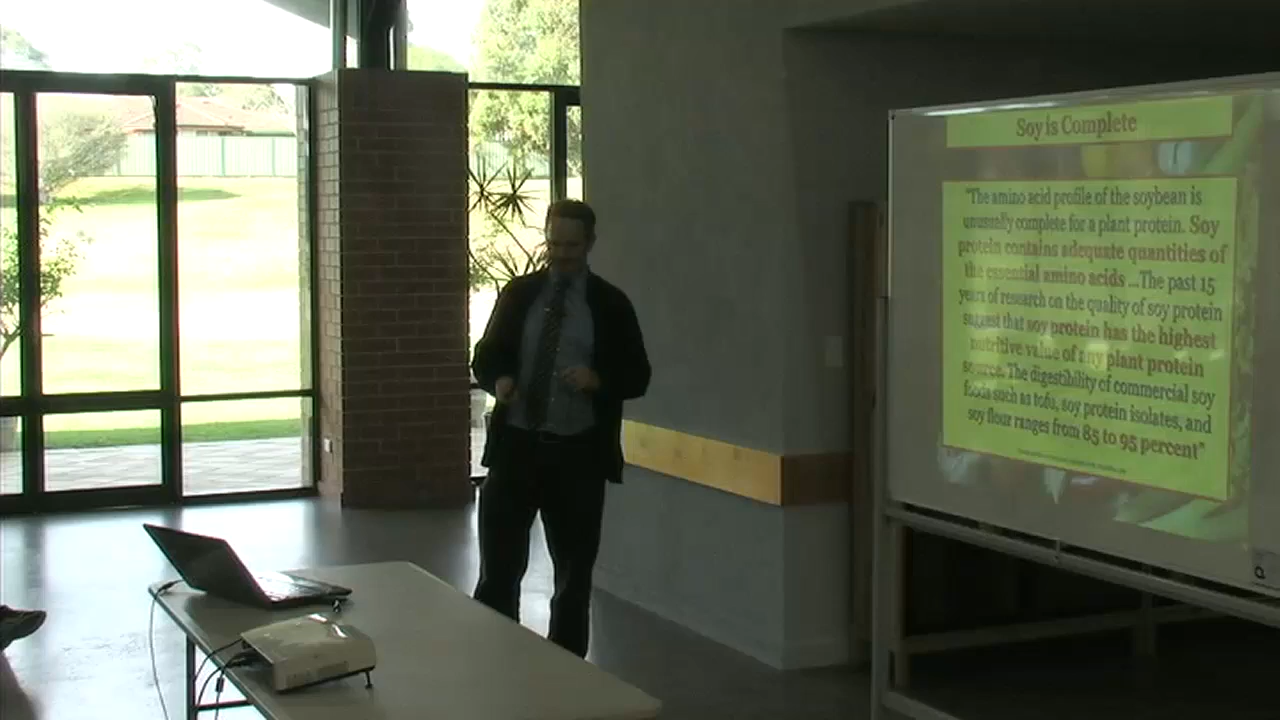 Soy is Complete
"The amino acid profile of the soybean is
unusually complete for a plant protein. Soy
protein contains adequate quantities of
the essential amino acids ...The past 15
years of research on the quality of soy protein
suggest that soy protein has the highest
nutritive value of any plant protein
source. The digestibility of commercial soy
foods such as tofu, soy protein isolates, and
soy flour ranges from 85 to 95 percent"